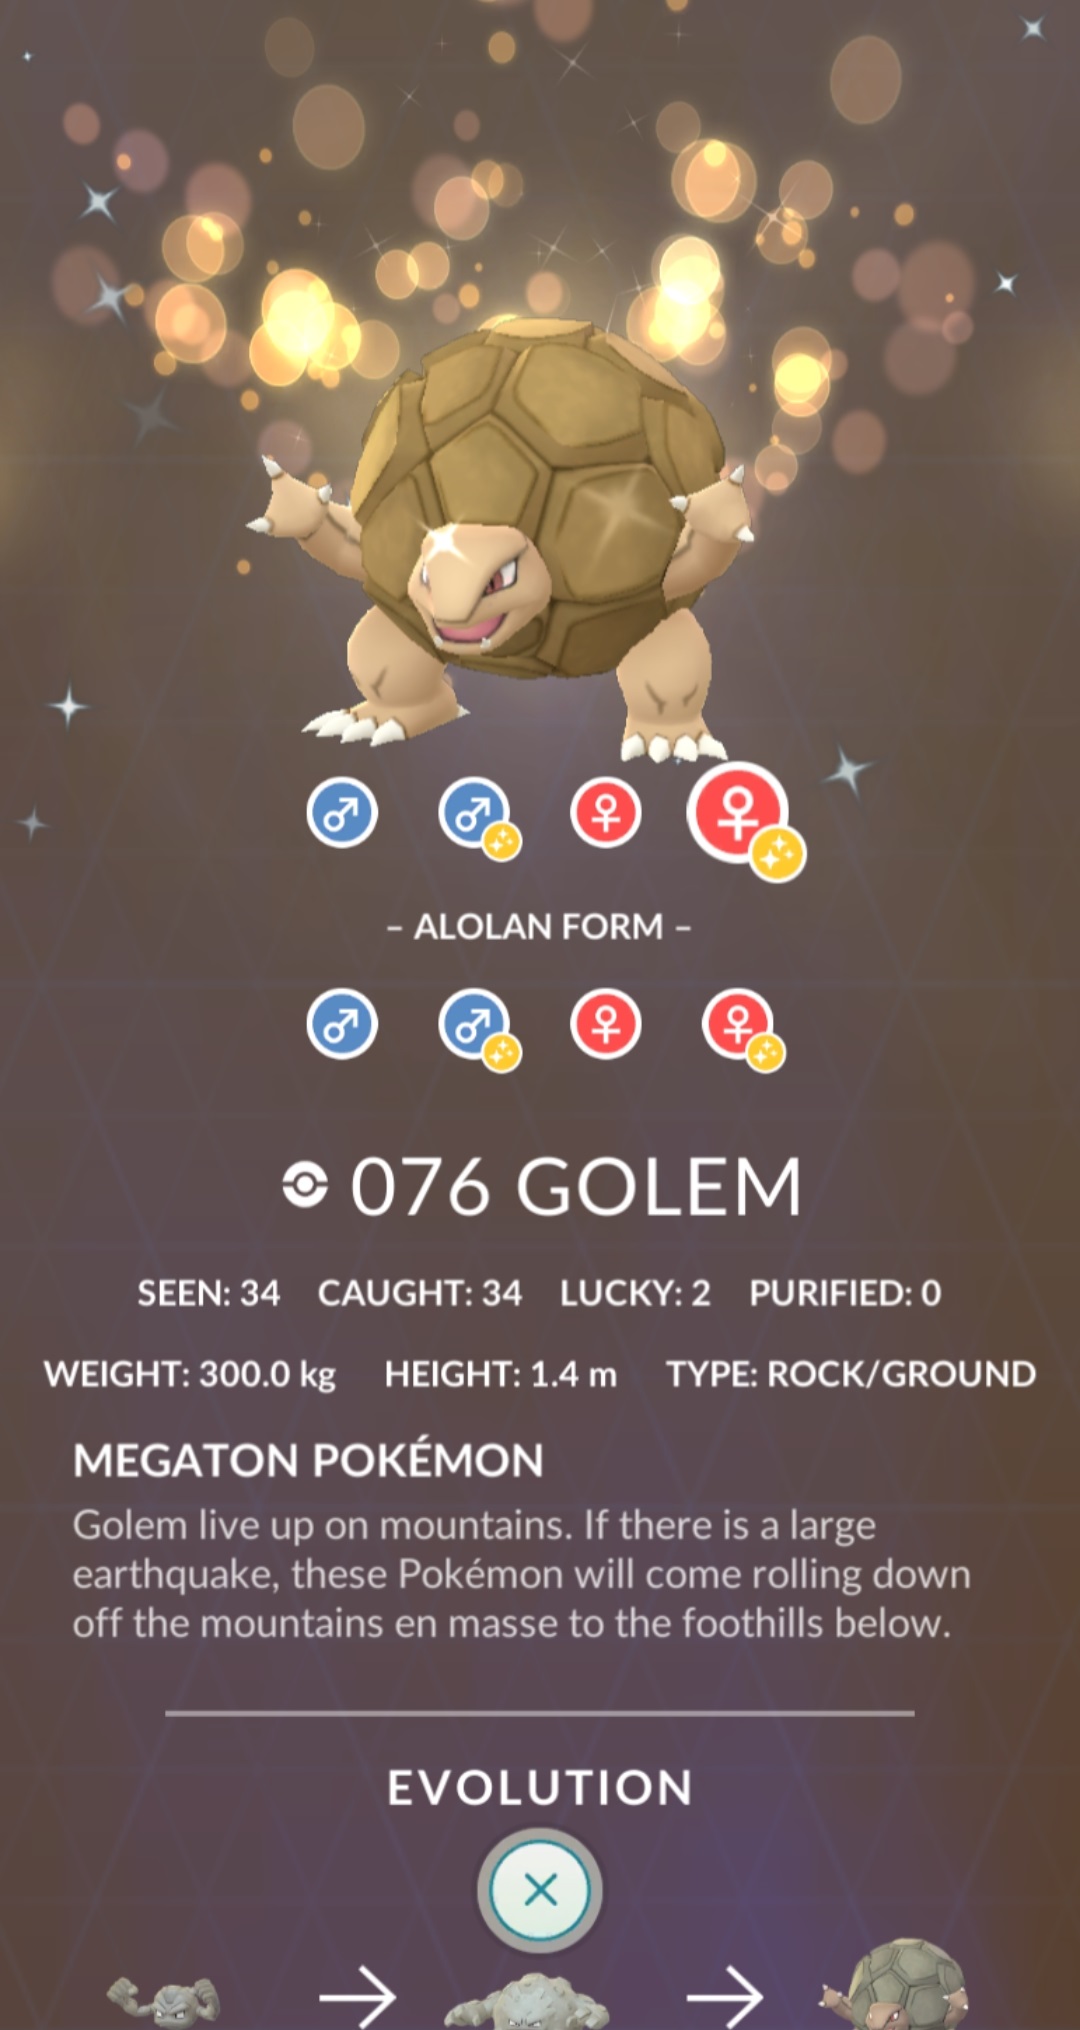 – ALOLAN FORM –
076 GOLEM
SEEN: 34 CAUGHT: 34 LUCKY: 2 PURIFIED: 0
WEIGHT: 300.0 kg HEIGHT: 1.4 m TYPE: ROCK/GROUND
MEGATON POKÉMON
Golem live up on mountains. If there is a large
earthquake, these Pokémon will come rolling down
off the mountains en masse to the foothills below.
EVOLUTION